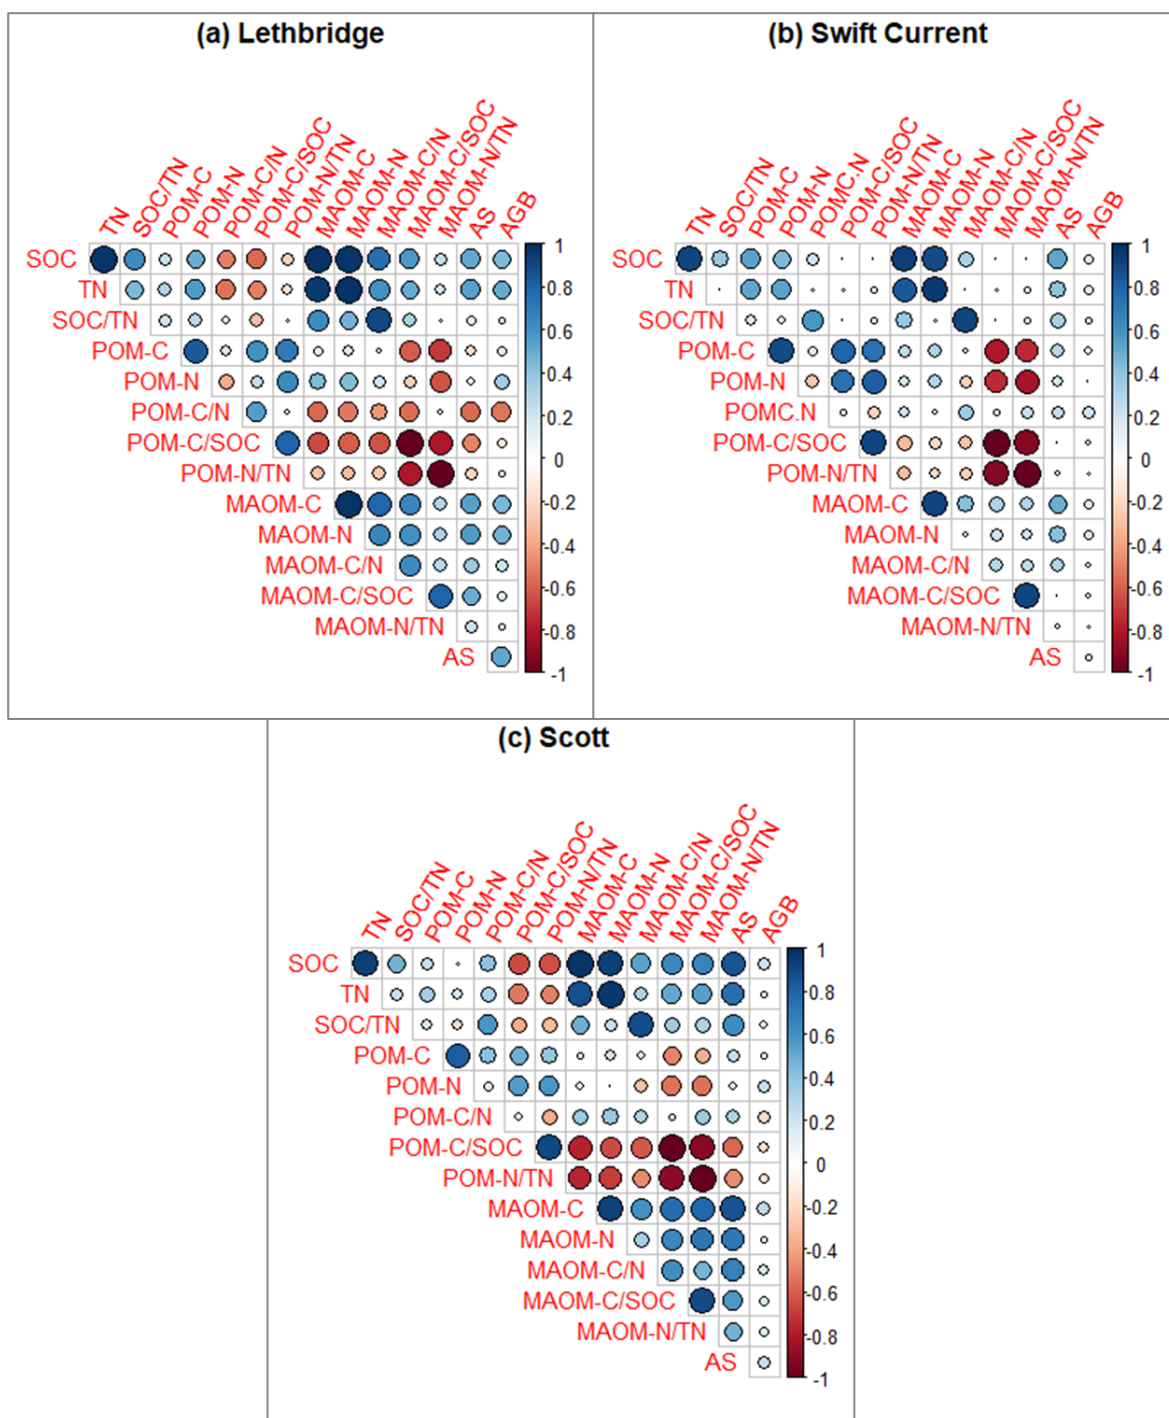 (a) Lethbridge
TN SOC/TN POM-C POM-N POM-C/N POM-C/SOC POM-N/TN MAOM-C MAOM-N MAOM-C/N MAOM-C/SOC MAOM-N/TN AS AGB
SOC
TN
SOC/TN
POM-C
POM-N
POM-C/N
POM-C/SOC
POM-N/TN
MAOM-C
MAOM-N
MAOM-C/N
MAOM-C/SOC
MAOM-N/TN
AS
1
0.8
0.6
0.4
0.2
0
-0.2
-0.4
-0.6
-0.8
-1
(b) Swift Current
TN SOC/TN POM-C POM-N POMC.N POM-C/SOC POM-N/TN MAOM-C MAOM-N MAOM-C/N MAOM-C/SOC MAOM-N/TN AS AGB
SOC
TN
SOC/TN
POM-C
POM-N
POMC.N
POM-C/SOC
POM-N/TN
MAOM-C
MAOM-N
MAOM-C/N
MAOM-C/SOC
MAOM-N/TN
AS
1
0.8
0.6
0.4
0.2
0
-0.2
-0.4
-0.6
-0.8
-1
(c) Scott
TN SOC/TN POM-C POM-N POM-C/N POM-C/SOC POM-N/TN MAOM-C MAOM-N MAOM-C/N MAOM-C/SOC MAOM-N/TN AS AGB
SOC
TN
SOC/TN
POM-C
POM-N
POM-C/N
POM-C/SOC
POM-N/TN
MAOM-C
MAOM-N
MAOM-C/N
MAOM-C/SOC
MAOM-N/TN
AS
1
0.8
0.6
0.4
0.2
0
-0.2
-0.4
-0.6
-0.8
-1